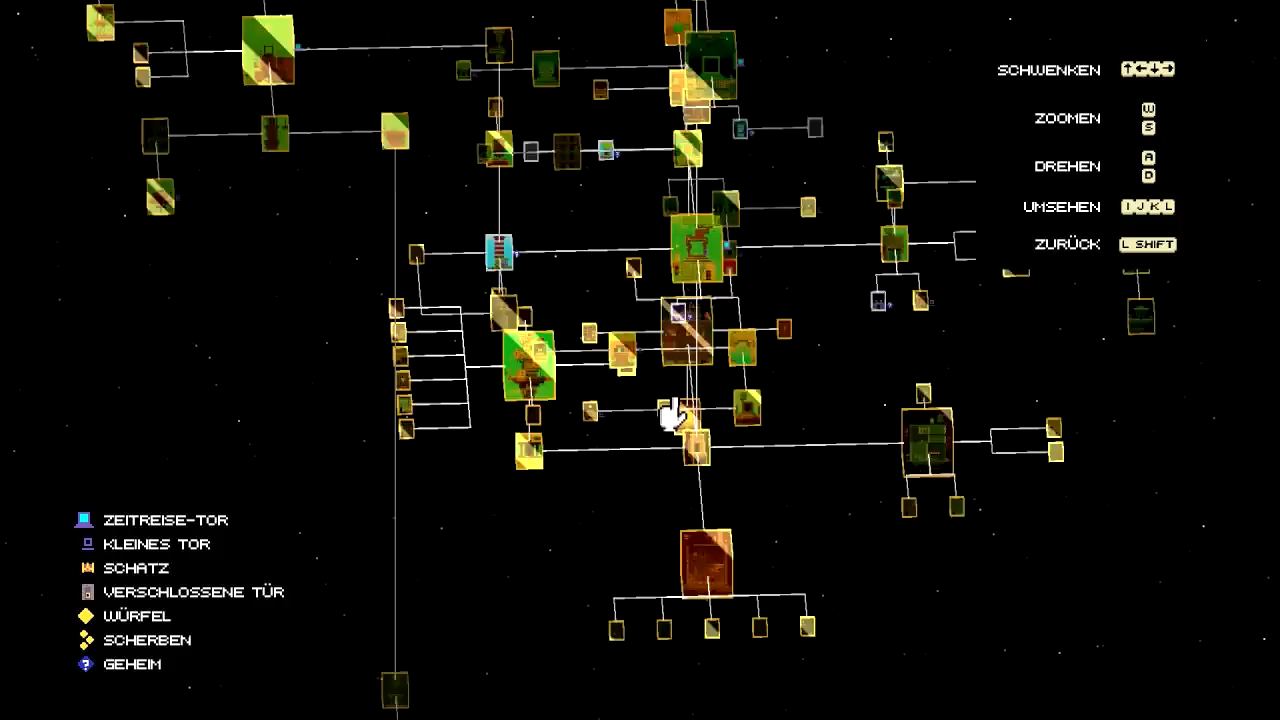 SCHWENKEN ↑←↓→
ZOOMEN W
S
DREHEN A
D
UMSEHEN I J K L
ZURÜCK L SHIFT
ZEITREISE-TOR
KLEINES TOR
SCHATZ
VERSCHLOSSENE TÜR
WÜRFEL
SCHERBEN
? GEHEIM